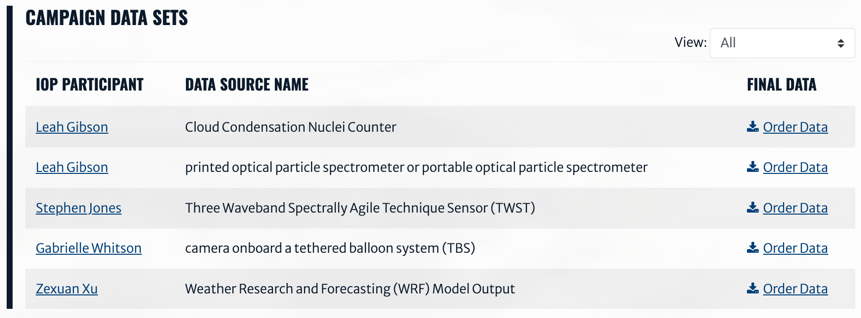 CAMPAIGN DATA SETS
View: All
IOP PARTICIPANT DATA SOURCE NAME FINAL DATA
Leah Gibson Cloud Condensation Nuclei Counter Order Data
Leah Gibson printed optical particle spectrometer or portable optical particle spectrometer Order Data
Stephen Jones Three Waveband Spectrally Agile Technique Sensor (TWST) Order Data
Gabrielle Whitson camera onboard a tethered balloon system (TBS) Order Data
Zexuan Xu Weather Research and Forecasting (WRF) Model Output Order Data